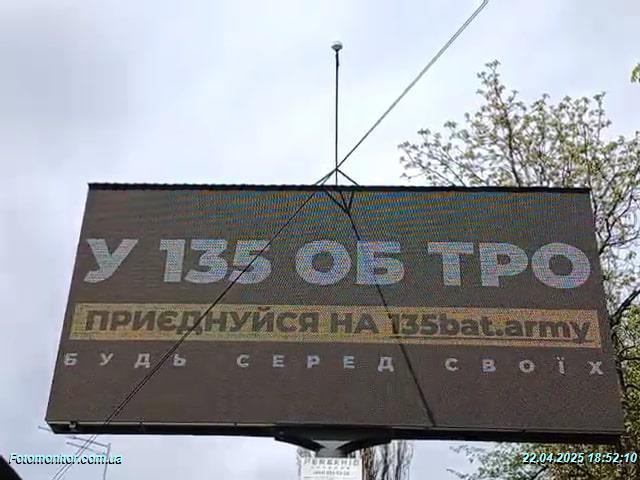 У 135 ОБ ТРО
ПРИЄДНУЙСЯ НА 135bat.army
БУДЬ СЕРЕД СВОЇХ
Fotomonitor.com.ua
22.04.2025 18:52:10